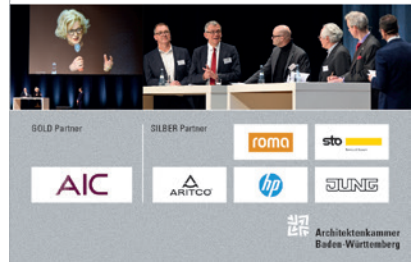 GOLD Partner
SILBER Partner
roma
sto
AIC
ARITCO
hp
JUNG
Architektenkammer
Baden-Württemberg